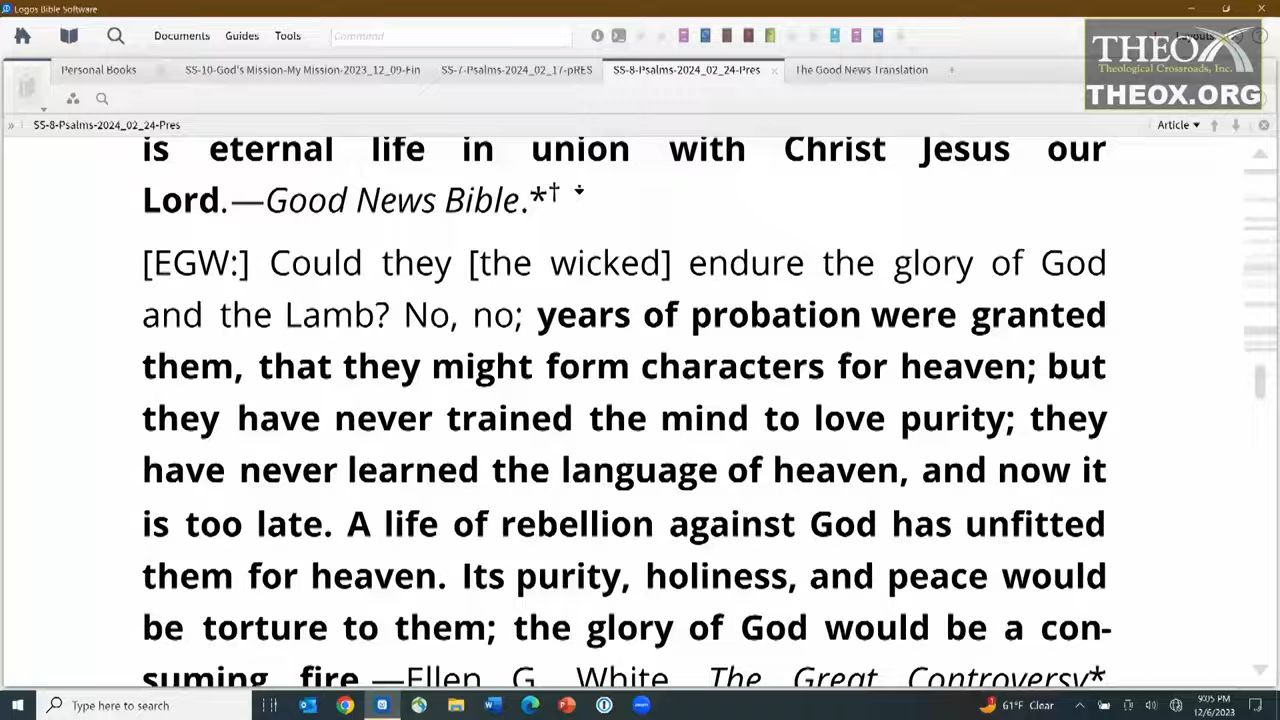 Logos Bible Software
Documents Guides Tools Command
THEOX
Theological Crossroads, Inc.
THEOX.ORG
Personal Books SS-10-God's Mission-My Mission-2023_12_0 in 024_02_17-pRES SS-8-Psalms-2024_02_24-Pres The Good News Translation
SS-8-Psalms-2024_02_24-Pres Article
is eternal life in union with Christ Jesus our
Lord.—Good News Bible.*†
[EGW:] Could they [the wicked] endure the glory of God
and the Lamb? No, no; years of probation were granted
them, that they might form characters for heaven; but
they have never trained the mind to love purity; they
have never learned the language of heaven, and now it
is too late. A life of rebellion against God has unfitted
them for heaven. Its purity, holiness, and peace would
be torture to them; the glory of God would be a con-
suming fire.—Ellen G. White, The Great Controversy*
Type here to search 61°F Clear 9:05 PM
12/6/2023